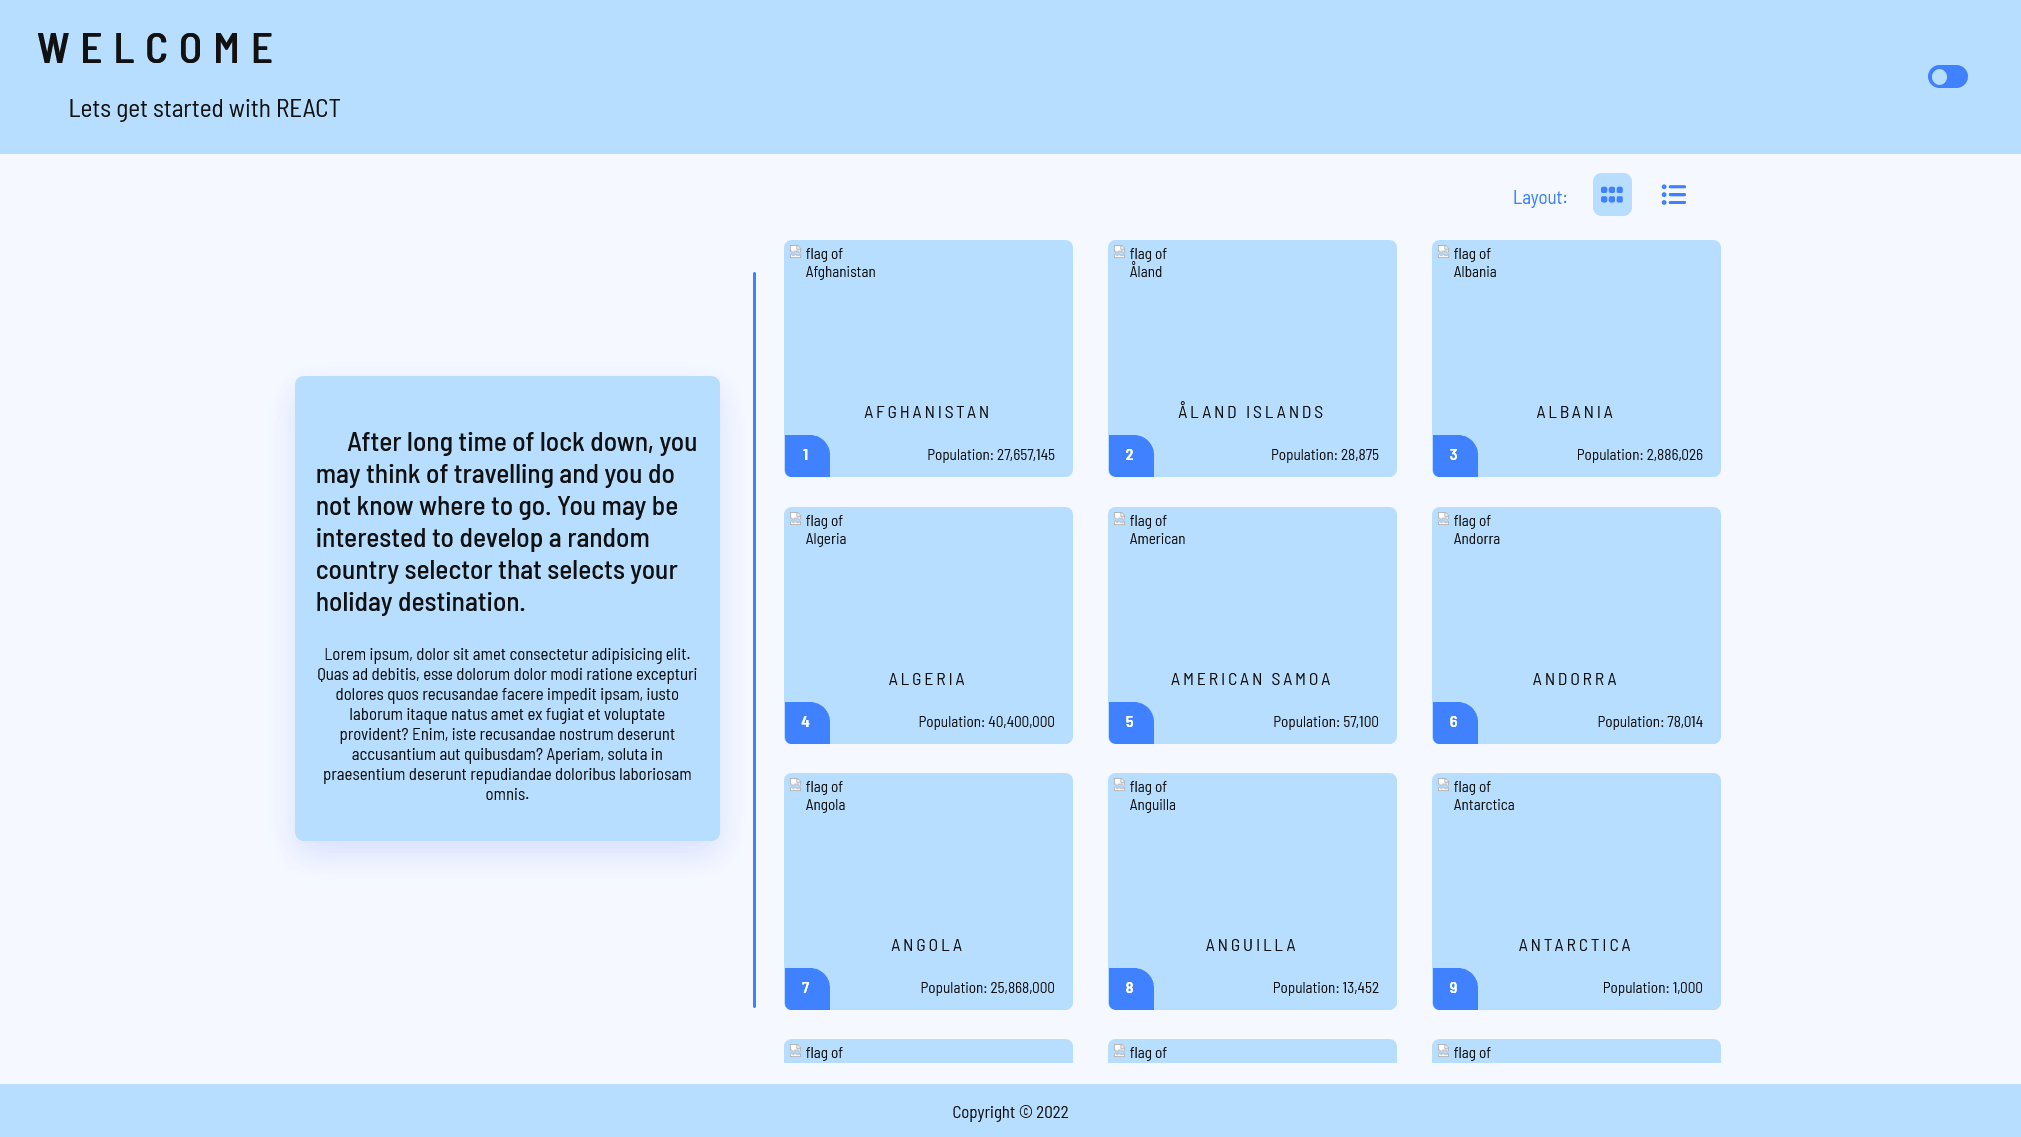 WELCOME
Lets get started with REACT
Layout:
After long time of lock down, you
may think of travelling and you do
not know where to go. You may be
interested to develop a random
country selector that selects your
holiday destination.
Lorem ipsum, dolor sit amet consectetur adipisicing elit.
Quas ad debitis, esse dolorum dolor modi ratione excepturi
dolores quos recusandae facere impedit ipsam, iusto
laborum itaque natus amet ex fugiat et voluptate
provident? Enim, iste recusandae nostrum deserunt
accusantium aut quibusdam? Aperiam, soluta in
praesentium deserunt repudiandae doloribus laboriosam
omnis.
flag of
Afghanistan
AFGHANISTAN
1
Population: 27,657,145
flag of
Åland
ÅLAND ISLANDS
2
Population: 28,875
flag of
Albania
ALBANIA
3
Population: 2,886,026
flag of
Algeria
ALGERIA
4
Population: 40,400,000
flag of
American
AMERICAN SAMOA
5
Population: 57,100
flag of
Andorra
ANDORRA
6
Population: 78,014
flag of
Angola
ANGOLA
7
Population: 25,868,000
flag of
Anguilla
ANGUILLA
8
Population: 13,452
flag of
Antarctica
ANTARCTICA
9
Population: 1,000
flag of
flag of
flag of
Copyright © 2022